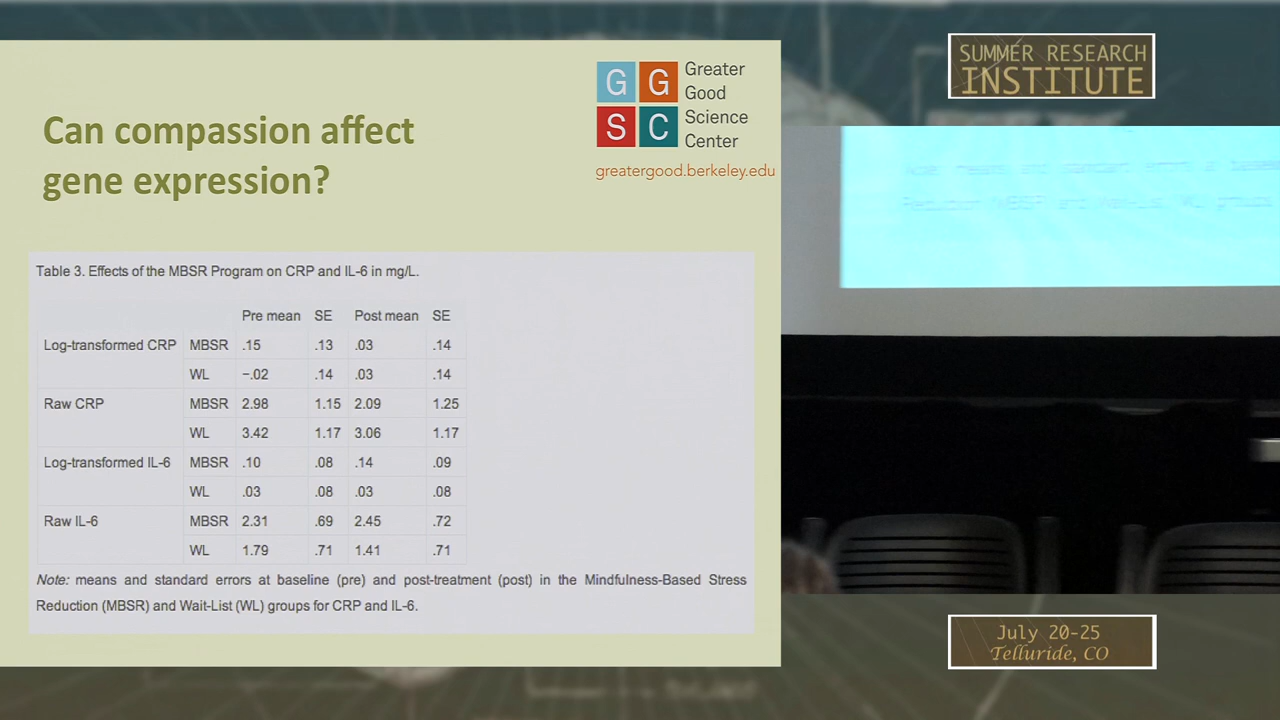 Can compassion affect
gene expression?
G G
S C
Greater
Good
Science
Center
greatergood.berkeley.edu
Table 3. Effects of the MBSR Program on CRP and IL-6 in mg/L.
Pre mean SE Post mean SE
Log-transformed CRP MBSR .15 .13 .03 .14
WL −.02 .14 .03 .14
Raw CRP MBSR 2.98 1.15 2.09 1.25
WL 3.42 1.17 3.06 1.17
Log-transformed IL-6 MBSR .10 .08 .14 .09
WL .03 .08 .03 .08
Raw IL-6 MBSR 2.31 .69 2.45 .72
WL 1.79 .71 1.41 .71
Note: means and standard errors at baseline (pre) and post-treatment (post) in the Mindfulness-Based Stress
Reduction (MBSR) and Wait-List (WL) groups for CRP and IL-6.
SUMMER RESEARCH
INSTITUTE
July 20-25
Telluride, CO